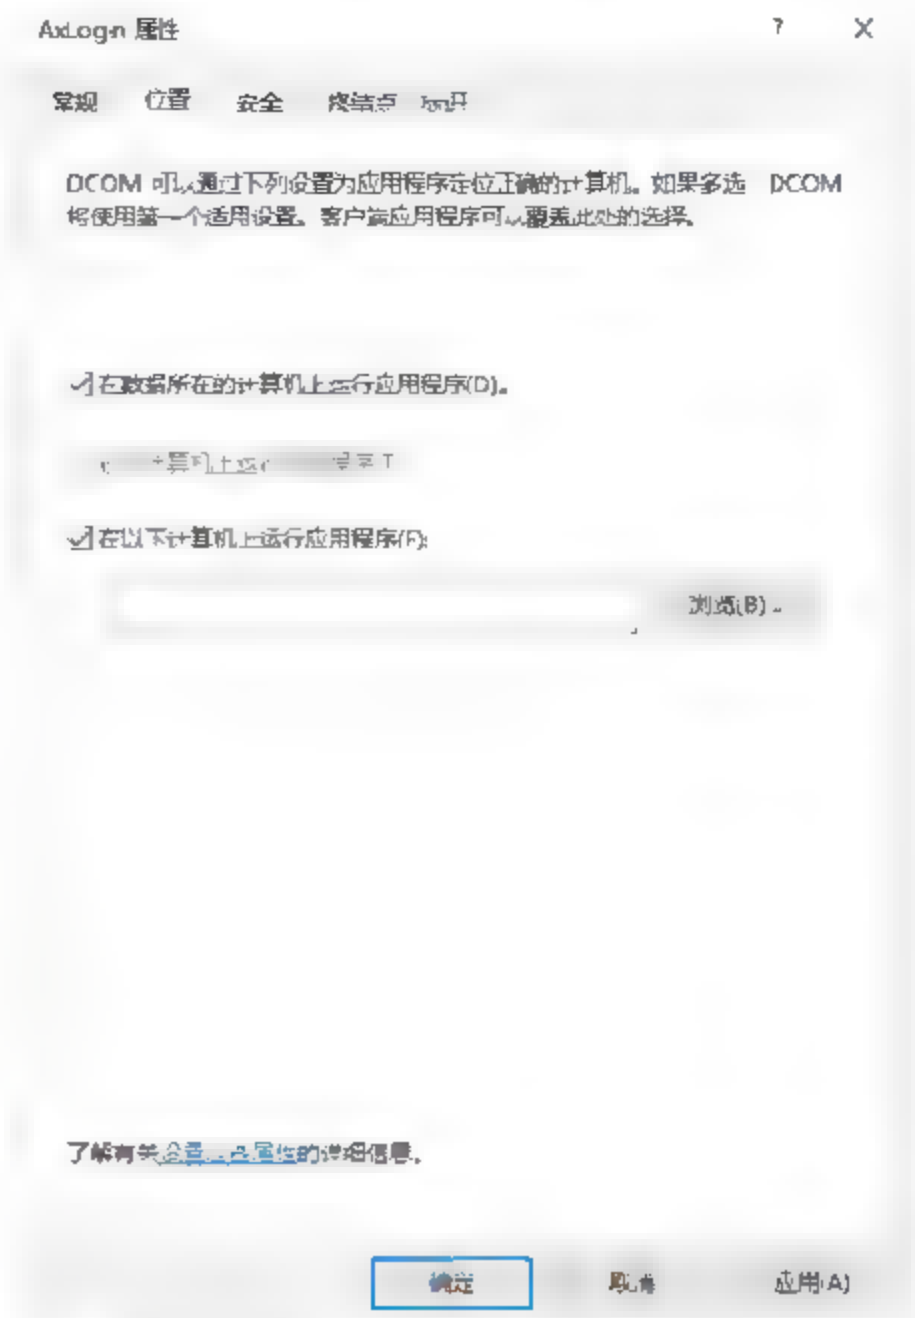 AxLogin 属性 ?
常规 位置 安全 终结点 标识
DCOM 可以通过下列设置为应用程序定位正确的计算机。如果多选 DCOM
将使用第一个适用设置。客户端应用程序可以覆盖此处的选择。
在数据所在的计算机上运行应用程序(D)。
在以下计算机上运行应用程序(F):
浏览(B)
了解有关设置这些属性的详细信息。
确定 取消 应用(A)